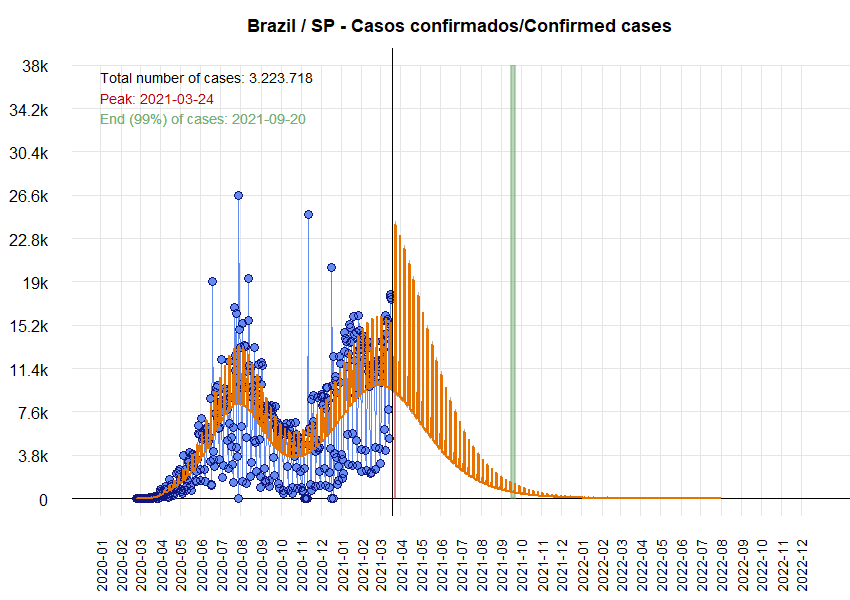 Brazil / SP - Casos confirmados/Confirmed cases
38k
Total number of cases: 3.223.718
Peak: 2021-03-24
34.2k
End (99%) of cases: 2021-09-20
30.4k
26.6k
22.8k
19k
15.2k
11.4k
7.6k
3.8k
0
2020-01
2020-02
2020-03
2020-04
2020-05
2020-06
2020-07
2020-08
2020-09
2020-10
2020-11
2020-12
2021-01
2021-02
2021-03
2021-04
2021-05
2021-06
2021-07
2021-08
2021-09
2021-10
2021-11
2021-12
2022-01
2022-02
2022-03
2022-04
2022-05
2022-06
2022-07
2022-08
2022-09
2022-10
2022-11
2022-12